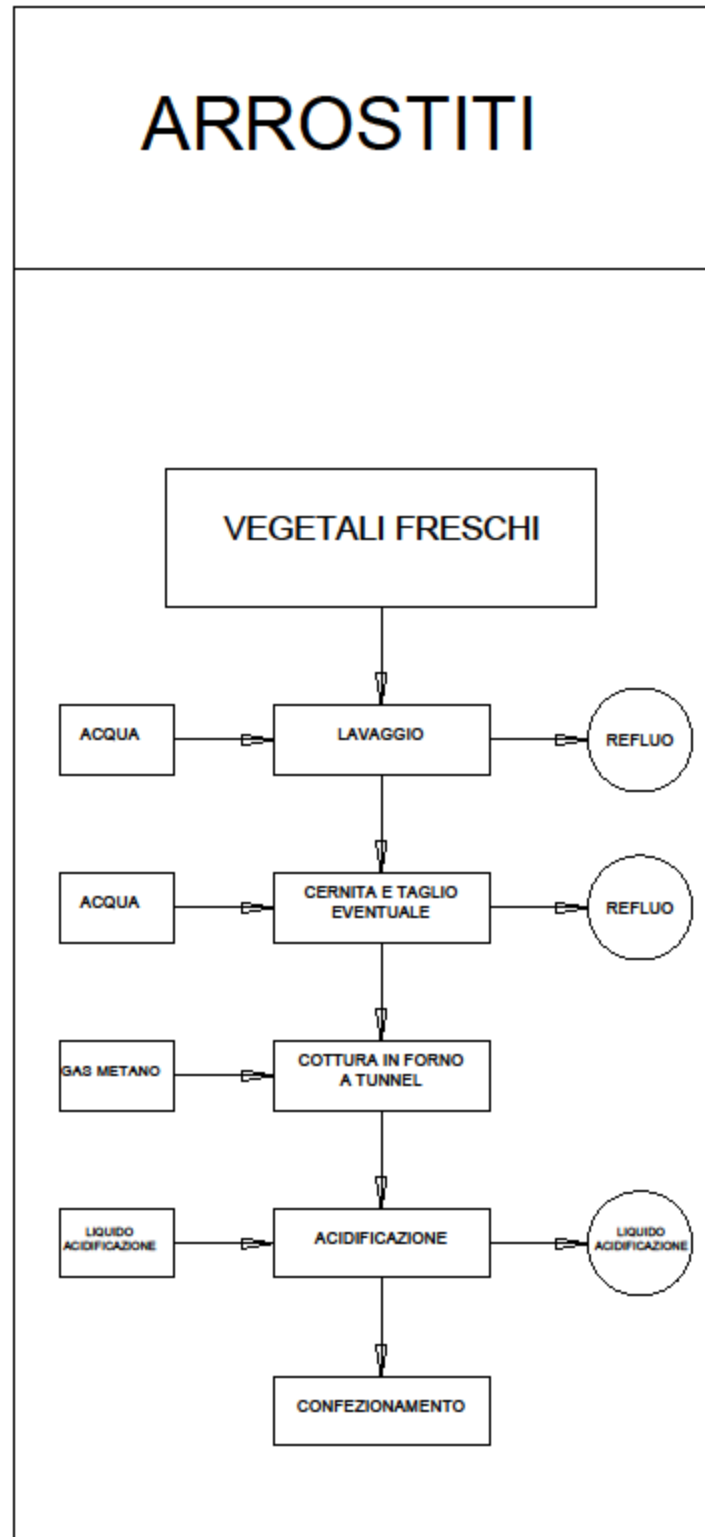 ARROSTITI
VEGETALI FRESCHI
ACQUA
LAVAGGIO
REFLUO
ACQUA
CERNITA E TAGLIO
EVENTUALE
REFLUO
GAS METANO
COTTURA IN FORNO
A TUNNEL
LIQUIDO
ACIDIFICAZIONE
ACIDIFICAZIONE
LIQUIDO
ACIDIFICAZIONE
CONFEZIONAMENTO